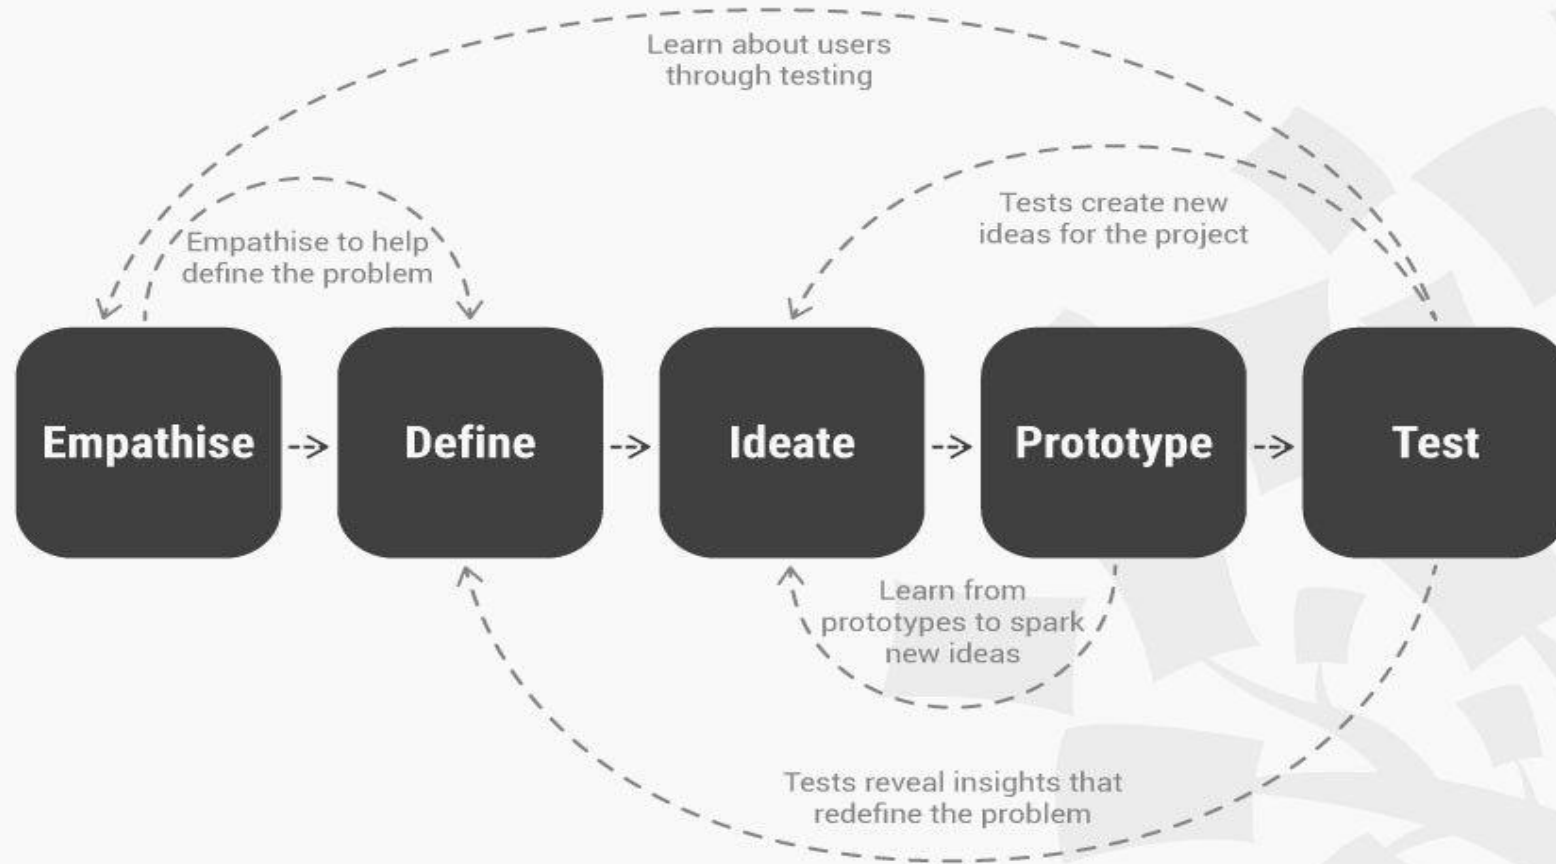 Learn about users
through testing
Tests create new
ideas for the project
Empathise to help
define the problem
Empathise
Define
Ideate
Prototype
Test
Learn from
prototypes to spark
new ideas
Tests reveal insights that
redefine the problem